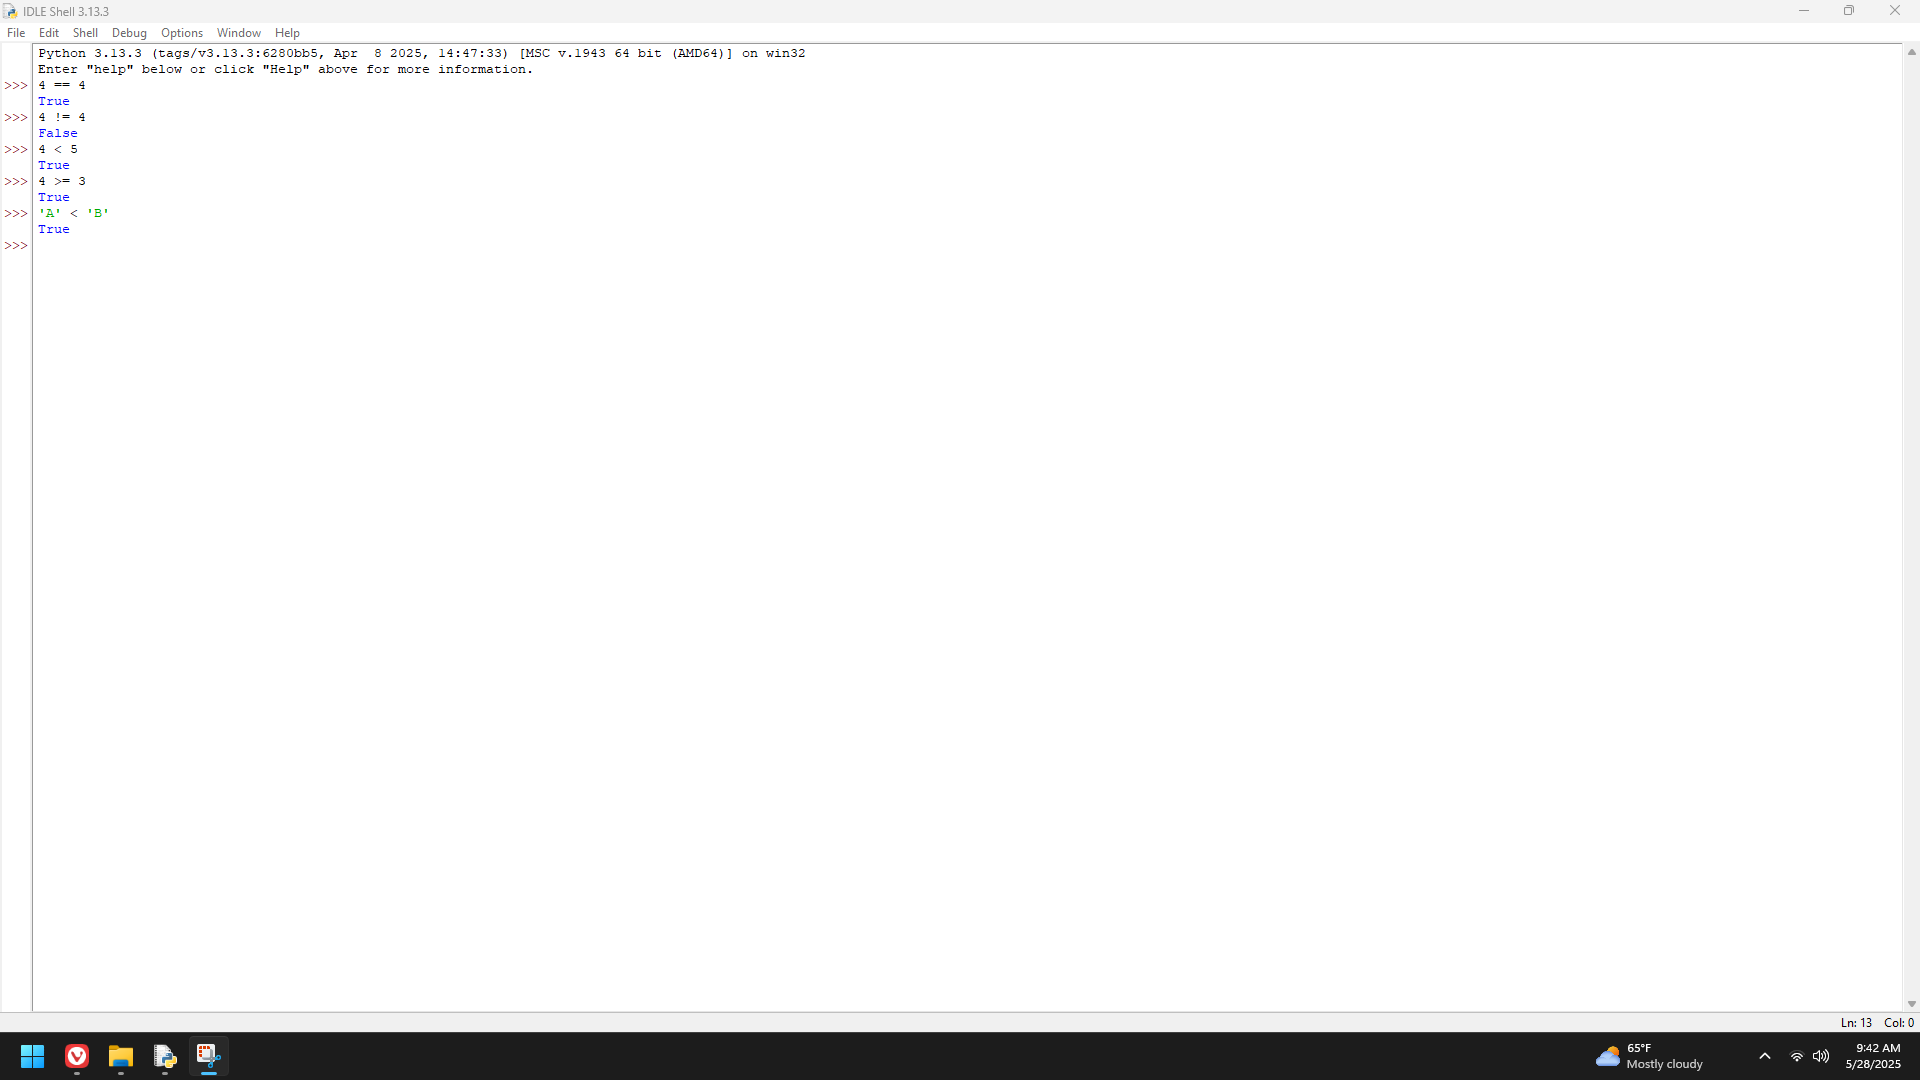 IDLE Shell 3.13.3
File Edit Shell Debug Options Window Help
Python 3.13.3 (tags/v3.13.3:6280bb5, Apr  8 2025, 14:47:33) [MSC v.1943 64 bit (AMD64)] on win32
Enter "help" below or click "Help" above for more information.
>>> 4 == 4
True
>>> 4 != 4
False
>>> 4 < 5
True
>>> 4 >= 3
True
>>> 'A' < 'B'
True
>>>
Ln: 13 Col: 0
65°F
Mostly cloudy
9:42 AM
5/28/2025